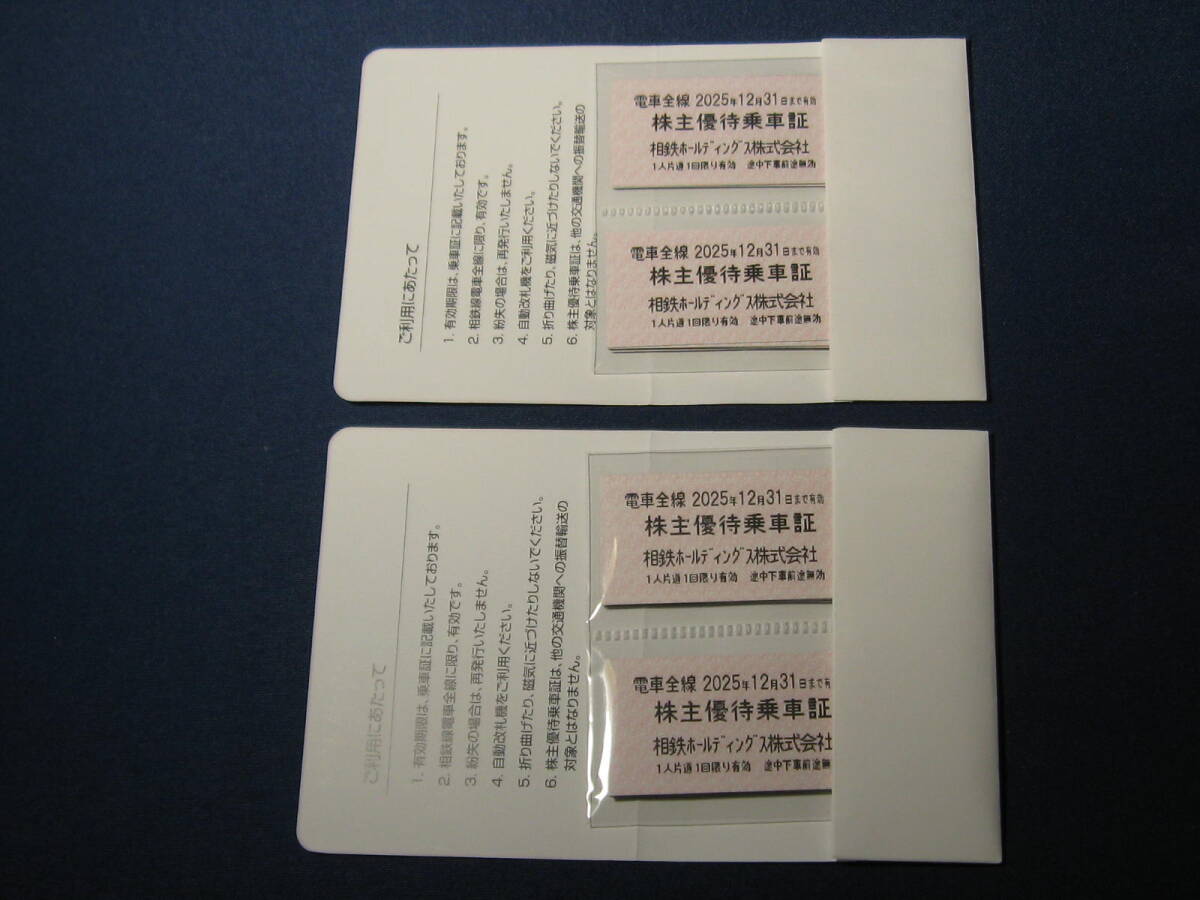 ご利用にあたって
1. 有効期限は、乗車証に記載いたしております。
2. 相鉄線電車全線に限り、有効です。
3. 紛失の場合は、再発行いたしません。
4. 自動改札機をご利用ください。
5. 折り曲げたり、磁気に近づけたりしないでください。
6. 株主優待乗車証は、他の交通機関への振替輸送の
対象とはなりません。
電車全線 2025年12月31日まで有効
株主優待乗車証
相鉄ホールディングス株式会社
1人片道1回限り有効 途中下車前途無効
電車全線 2025年12月31日まで有効
株主優待乗車証
相鉄ホールディングス株式会社
1人片道1回限り有効 途中下車前途無効
ご利用にあたって
1. 有効期限は、乗車証に記載いたしております。
2. 相鉄線電車全線に限り、有効です。
3. 紛失の場合は、再発行いたしません。
4. 自動改札機をご利用ください。
5. 折り曲げたり、磁気に近づけたりしないでください。
6. 株主優待乗車証は、他の交通機関への振替輸送の
対象とはなりません。
電車全線 2025年12月31日まで有効
株主優待乗車証
相鉄ホールディングス株式会社
1人片道1回限り有効 途中下車前途無効
電車全線 2025年12月31日まで有
株主優待乗車証
相鉄ホールディングス株式会社
1人片道1回限り有効 途中下車前途無